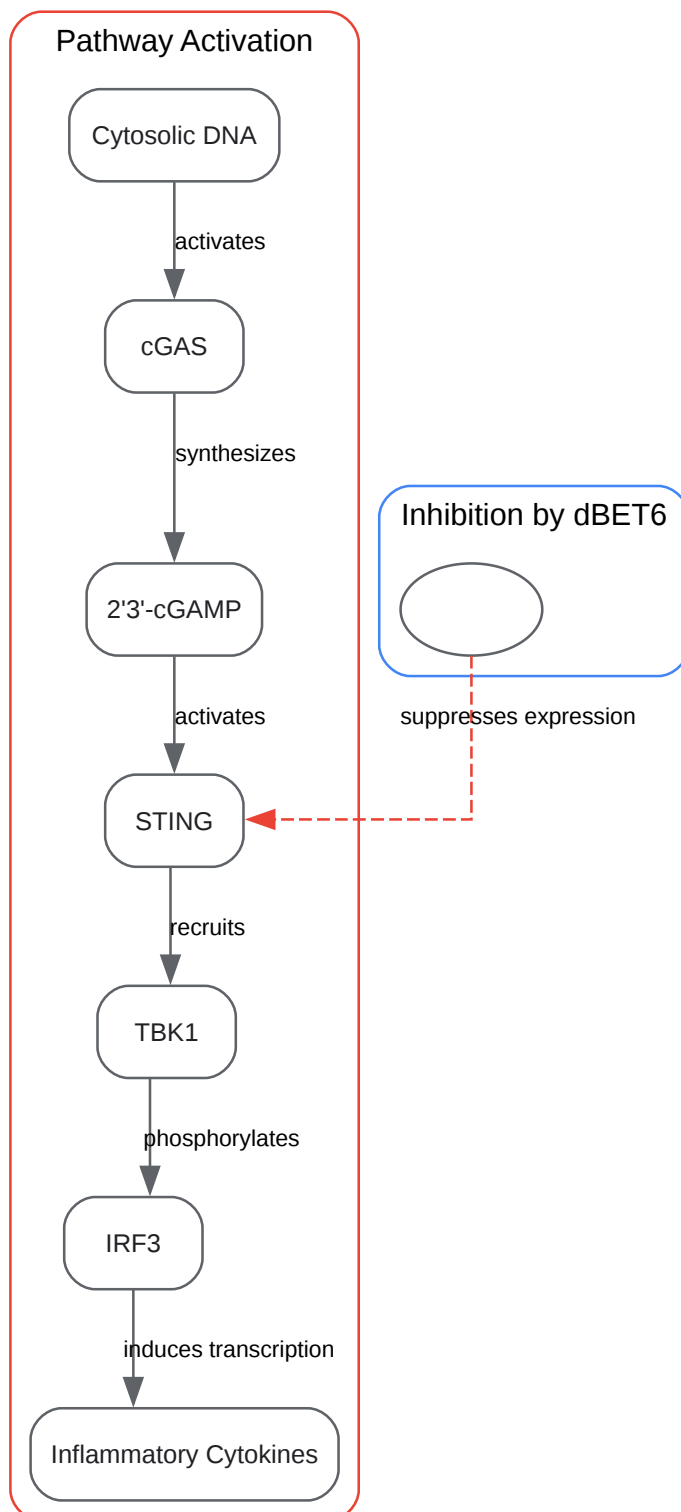 Pathway Activation
Cytosolic DNA
activates
cGAS
synthesizes
Inhibition by dBET6
2'3'-cGAMP
activates
suppresses expression
STING
recruits
TBK1
phosphorylates
IRF3
induces transcription
Inflammatory Cytokines